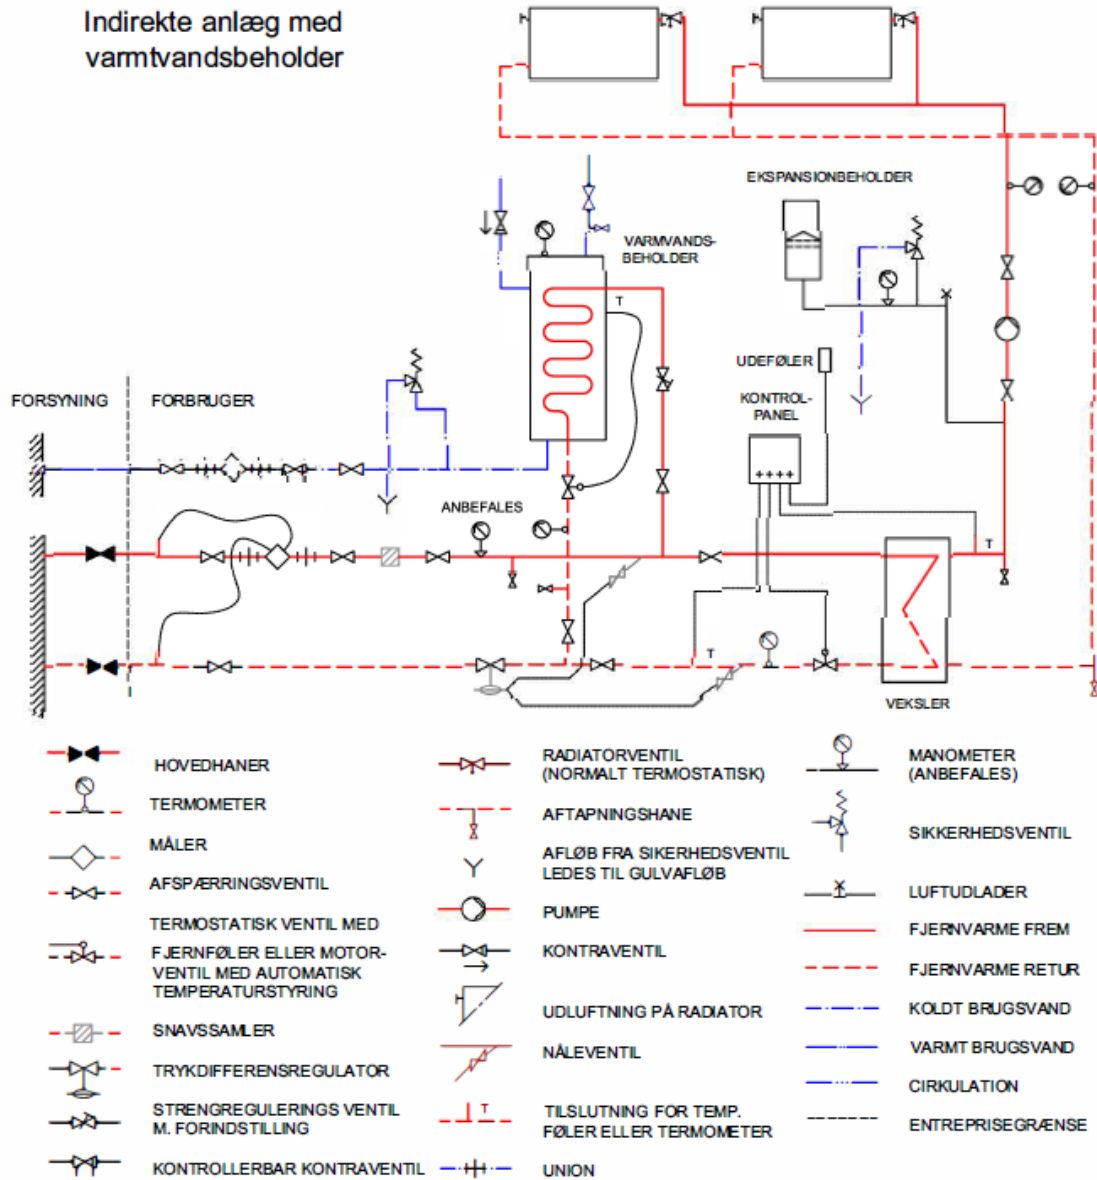 Indirekte anlæg med
varmtvandsbeholder
EKSPANSIONBEHOLDER
VARMVANDS-
BEHOLDER
T
UDEFØLER
KONTROL-
PANEL
FORSYNING
FORBRUGER
ANBEFALES
T
T
VEKSLER
HOVEDHANER
TERMOMETER
MÅLER
AFSPÆRRINGSVENTIL
TERMOSTATISK VENTIL MED
FJERNFØLER ELLER MOTOR-
VENTIL MED AUTOMATISK
TEMPERATURSTYRING
SNAVSSAMLER
TRYKDIFFERENSREGULATOR
STRENGREGULERINGS VENTIL
M. FORINDSTILLING
KONTROLLERBAR KONTRAVENTIL
RADIATORVENTIL
(NORMALT TERMOSTATISK)
AFTAPNINGSHANE
AFLØB FRA SIKERHEDSVENTIL
LEDES TIL GULVAFLØB
PUMPE
KONTRAVENTIL
UDLUFTNING PÅ RADIATOR
NÅLEVENTIL
T
TILSLUTNING FOR TEMP.
FØLER ELLER TERMOMETER
UNION
MANOMETER
(ANBEFALES)
SIKKERHEDSVENTIL
LUFTUDLADER
FJERNVARME FREM
FJERNVARME RETUR
KOLDT BRUGSVAND
VARMT BRUGSVAND
CIRKULATION
ENTREPRISEGRÆNSE